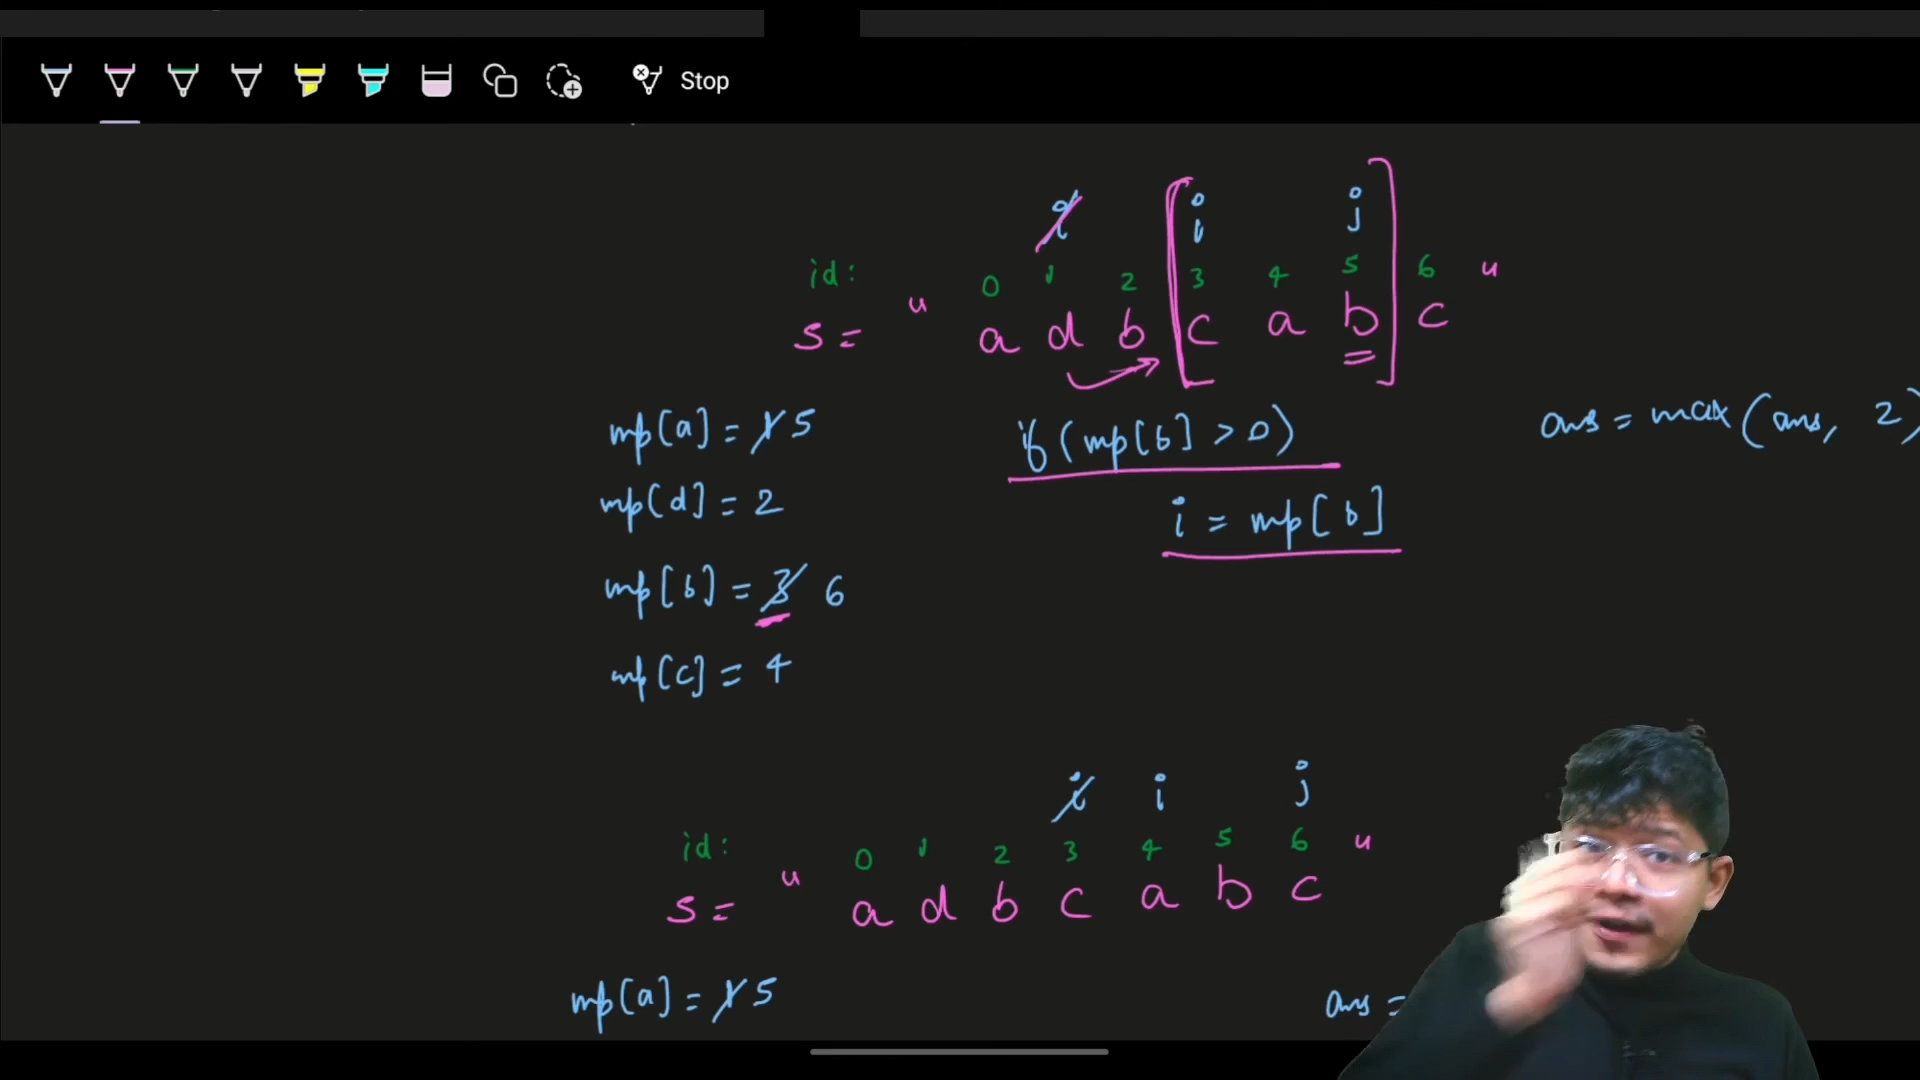 Stop
i i j
id: 0 1 2 3 4 5 6
s = " a d b [c a b] c "
mp[a] = 1 5
if (mp[b] > 0)
ans = max(ans, 2)
mp[d] = 2
i = mp[b]
mp[b] = 3 6
mp[c] = 4
i i j
id: 0 1 2 3 4 5 6
s = " a d b c a b c "
mp[a] = 1 5
ans =